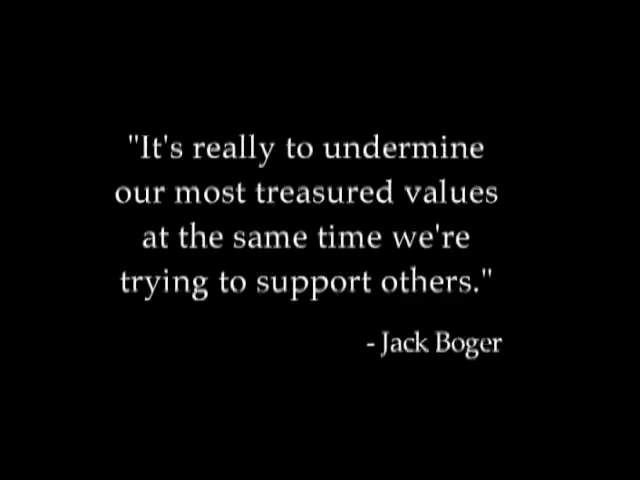 "It's really to undermine
our most treasured values
at the same time we're
trying to support others."
- Jack Boger